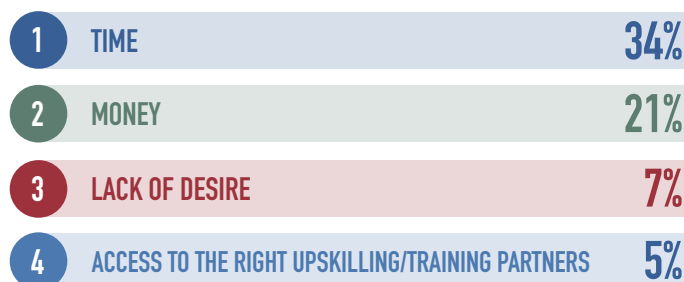 1 TIME 34%
2 MONEY 21%
3 LACK OF DESIRE 7%
4 ACCESS TO THE RIGHT UPSKILLING/TRAINING PARTNERS 5%